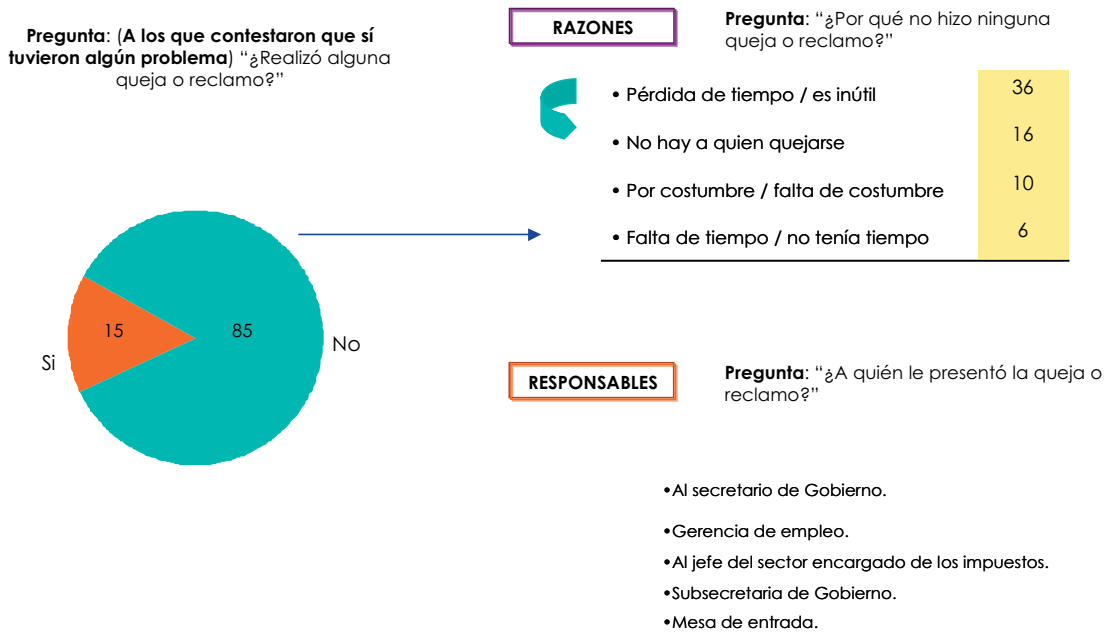 Pregunta: (A los que contestaron que sí
tuvieron algún problema) “¿Realizó alguna
queja o reclamo?”
15
85
Si
No
RAZONES
Pregunta: “¿Por qué no hizo ninguna
queja o reclamo?”
• Pérdida de tiempo / es inútil 36
• No hay a quien quejarse 16
• Por costumbre / falta de costumbre 10
• Falta de tiempo / no tenía tiempo 6
RESPONSABLES
Pregunta: “¿A quién le presentó la queja o
reclamo?”
•Al secretario de Gobierno.
•Gerencia de empleo.
•Al jefe del sector encargado de los impuestos.
•Subsecretaria de Gobierno.
•Mesa de entrada.